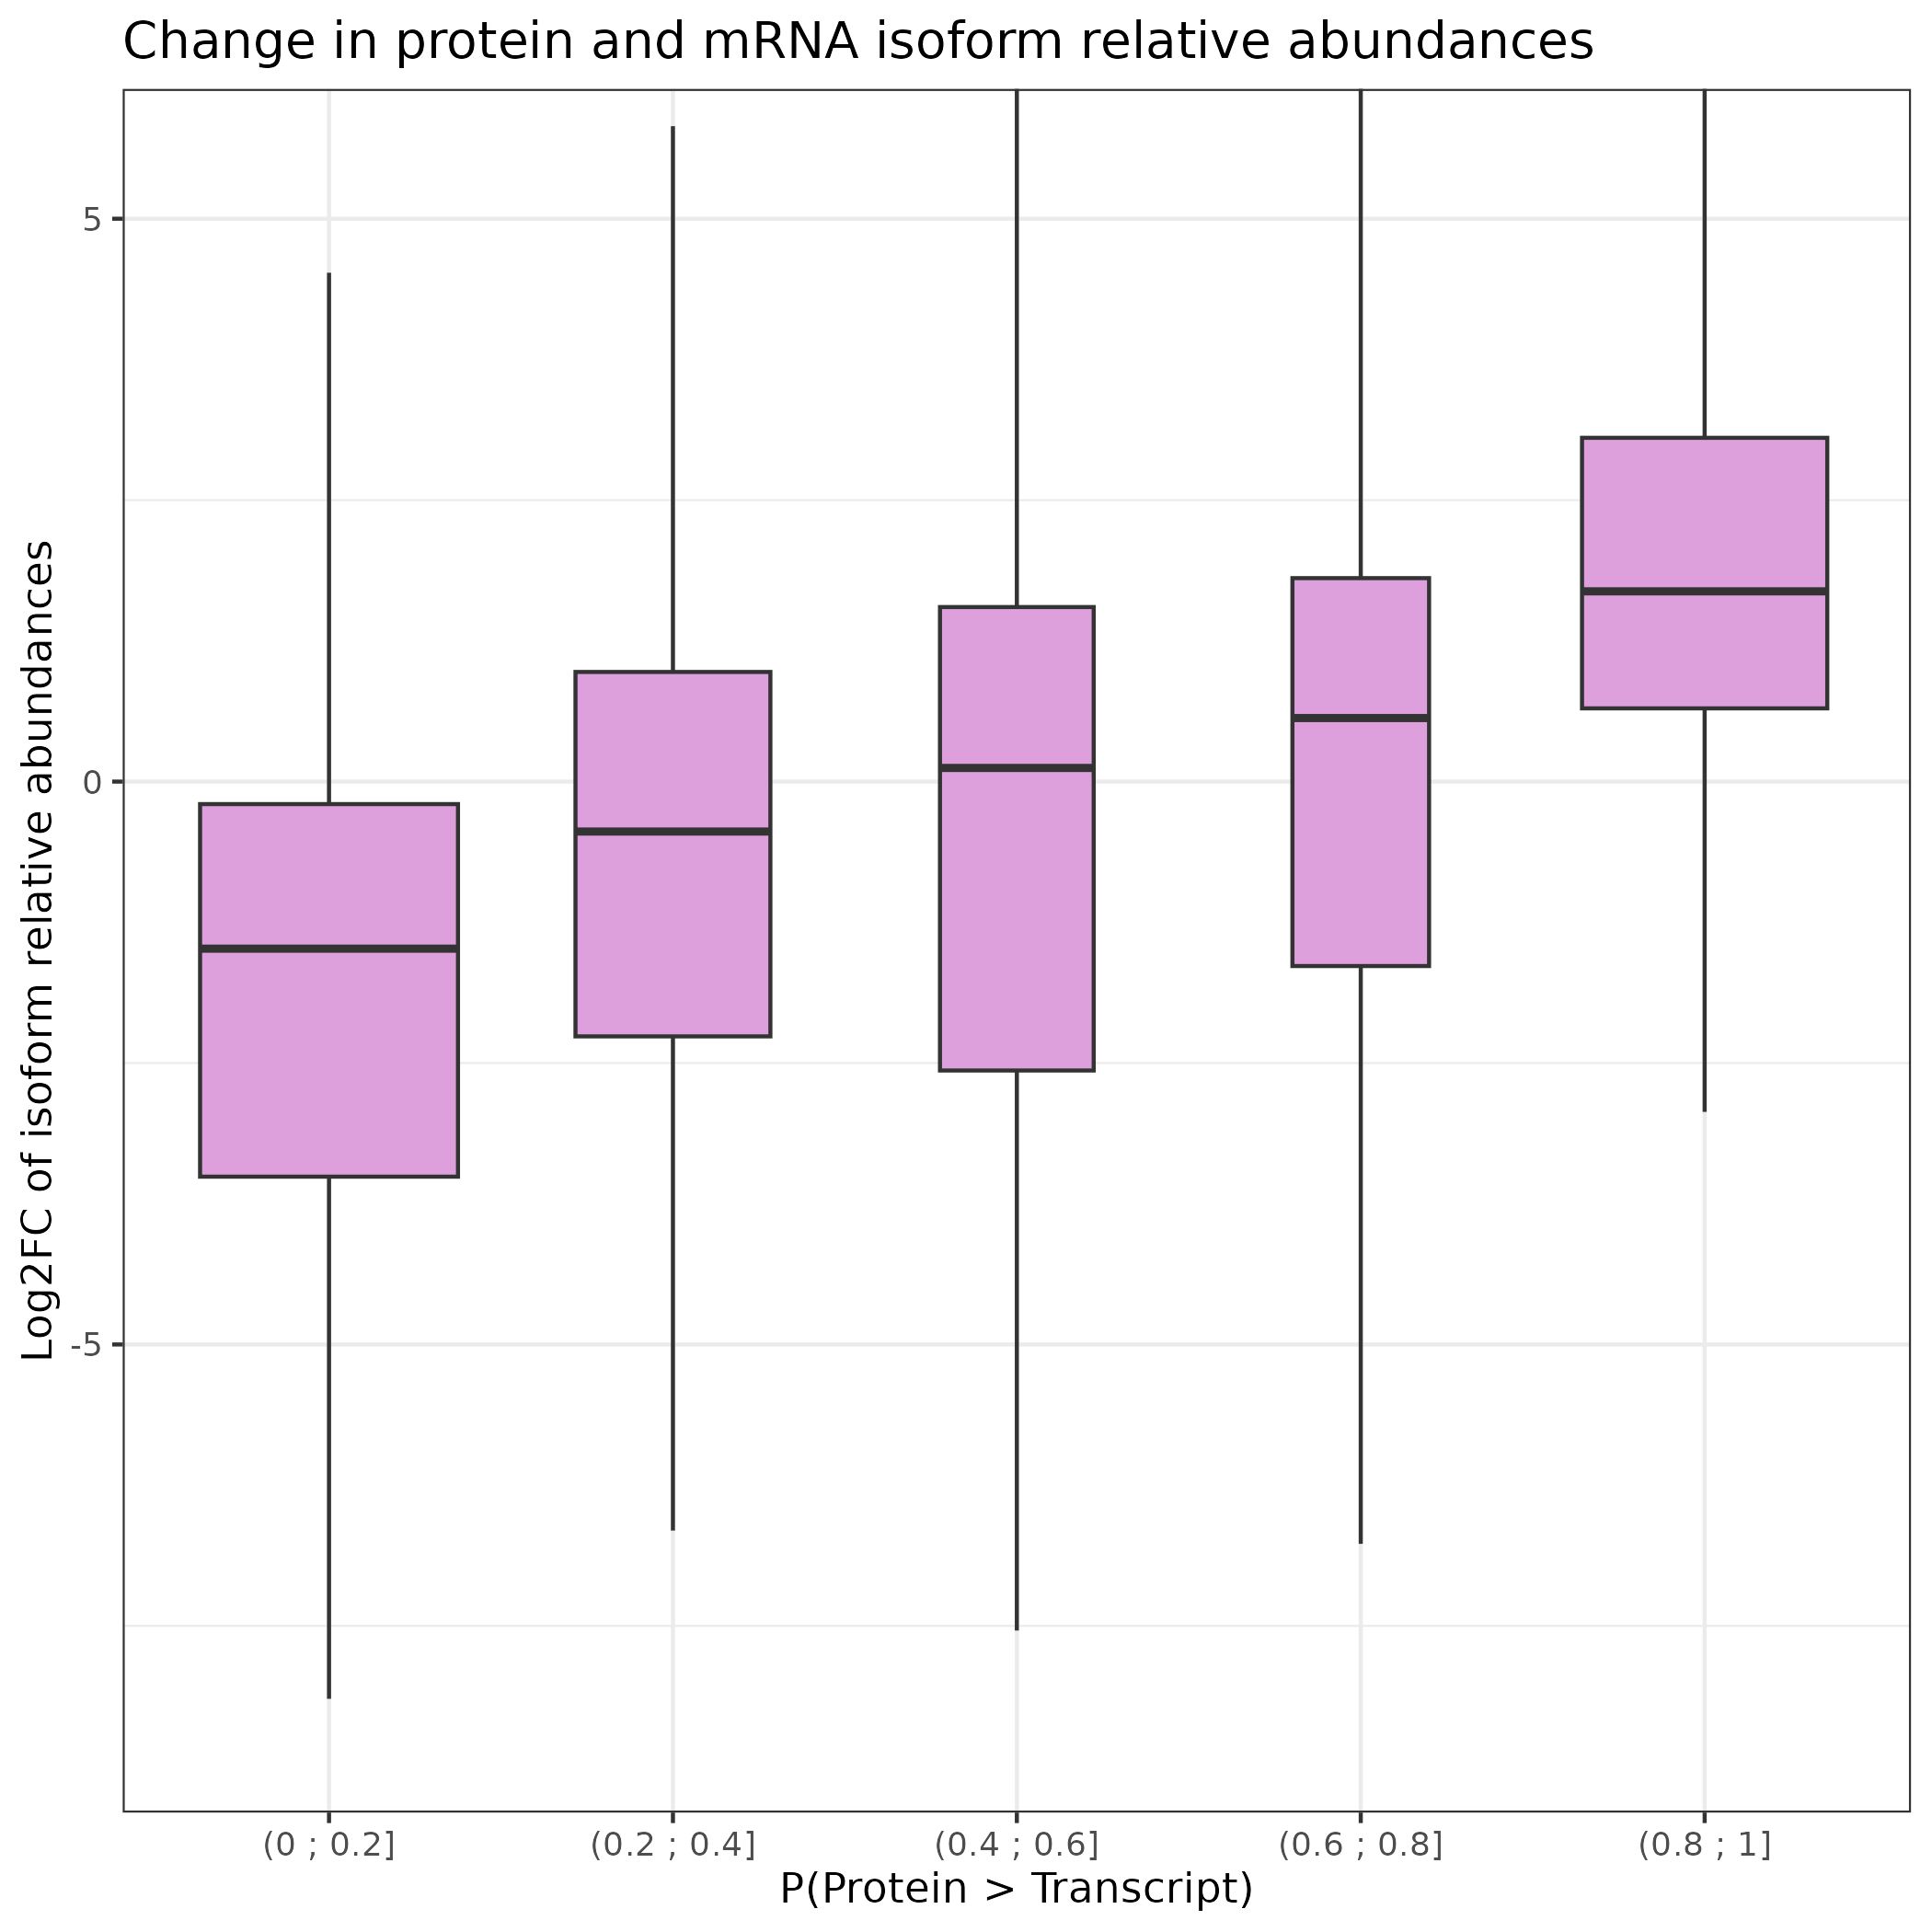 Change in protein and mRNA isoform relative abundances
Log2FC of isoform relative abundances
5
0
-5
(0 ; 0.2]
(0.2 ; 0.4]
(0.4 ; 0.6]
(0.6 ; 0.8]
(0.8 ; 1]
P(Protein > Transcript)